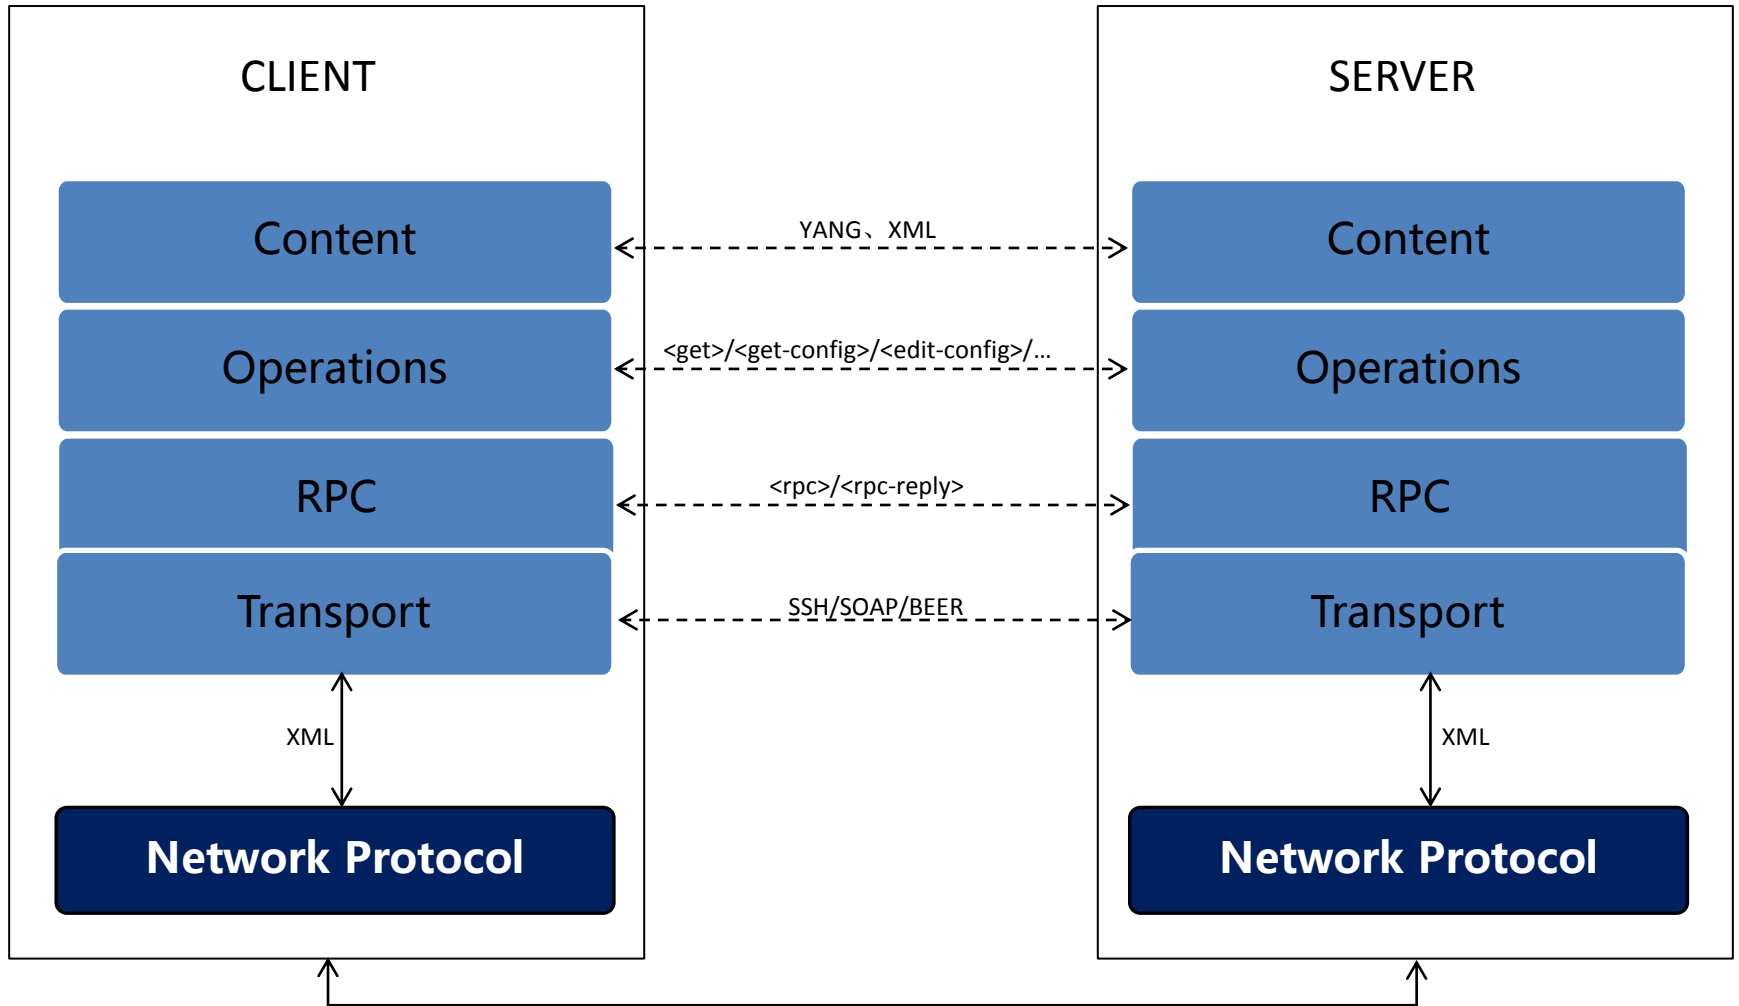 CLIENT
SERVER
Content
YANG、XML
Content
Operations
<get>/<get-config>/<edit-config>/...
Operations
RPC
<rpc>/<rpc-reply>
RPC
Transport
SSH/SOAP/BEER
Transport
XML
XML
Network Protocol
Network Protocol